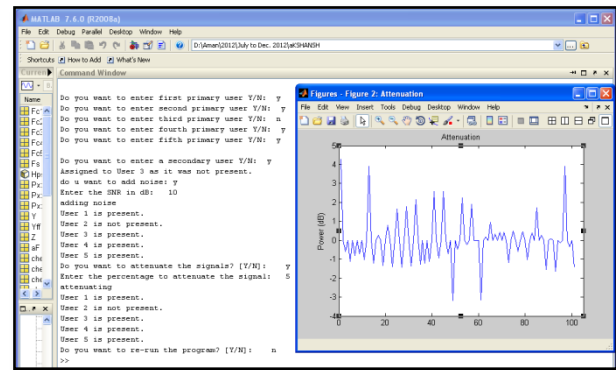 MATLAB 7.6.0 (R2008a)
File Edit Debug Parallel Desktop Window Help
D:\Aman\2012\July to Dec. 2012\aKSHANSH
Shortcuts How to Add What's New
Command Window
Name
Do you want to enter first primary user Y/N: y
Do you want to enter second primary user Y/N: y
Do you want to enter third primary user Y/N: n
Do you want to enter fourth primary user Y/N: y
Do you want to enter fifth primary user Y/N: y
Do you want to enter a secondary user Y/N: y
Assigned to User 3 as it was not present.
do u want to add noise: y
Enter the SNR in dB: 10
adding noise
User 1 is present.
User 2 is not present.
User 3 is present.
User 4 is present.
User 5 is present.
Do you want to attenuate the signals? [Y/N]: y
Enter the percentage to attenuate the signal: 5
attenuating
User 1 is present.
User 2 is not present.
User 3 is present.
User 4 is present.
User 5 is present.
Do you want to re-run the program? [Y/N]: n
>>
Fs
Y
Yff
Z
aF
che
che
che
Figures - Figure 2: Attenuation
File Edit View Insert Tools Debug Desktop Window Help
Attenuation
Power (dB)
5
4
3
2
1
0
-1
-2
-3
-4
0 20 40 60 80 100